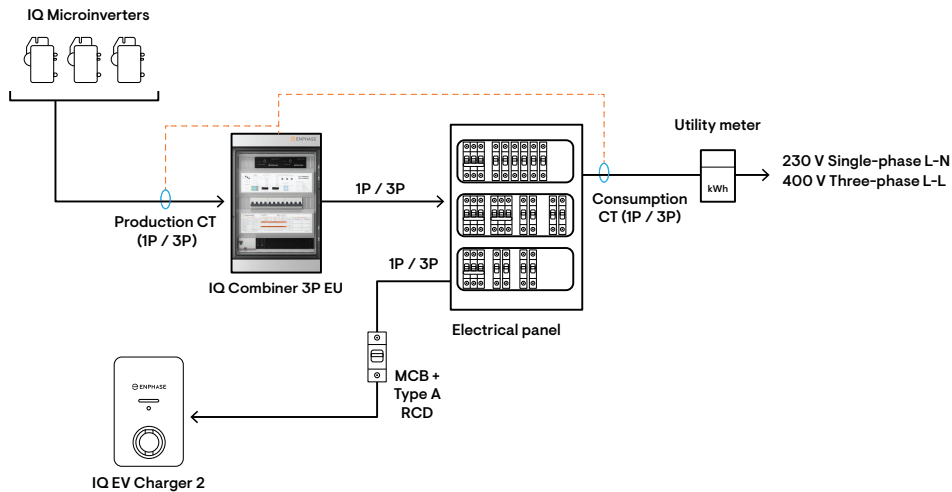 IQ Microinverters
ENPHASE
Production CT
(1P / 3P)
IQ Combiner 3P EU
1P / 3P
1P / 3P
Electrical panel
Utility meter
kWh
Consumption
CT (1P / 3P)
230 V Single-phase L-N
400 V Three-phase L-L
MCB +
Type A
RCD
ENPHASE
IQ EV Charger 2